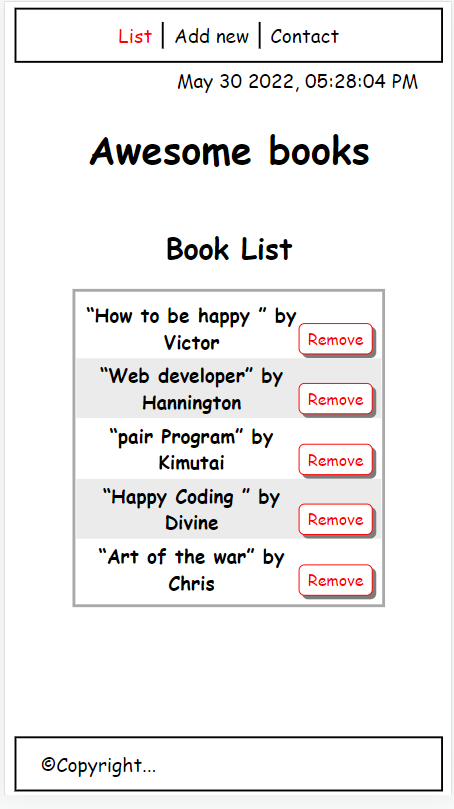 List | Add new | Contact
May 30 2022, 05:28:04 PM
Awesome books
Book List
“How to be happy ” by
Victor
Remove
“Web developer” by
Hannington
Remove
“pair Program” by
Kimutai
Remove
“Happy Coding ” by
Divine
Remove
“Art of the war” by
Chris
Remove
©Copyright...